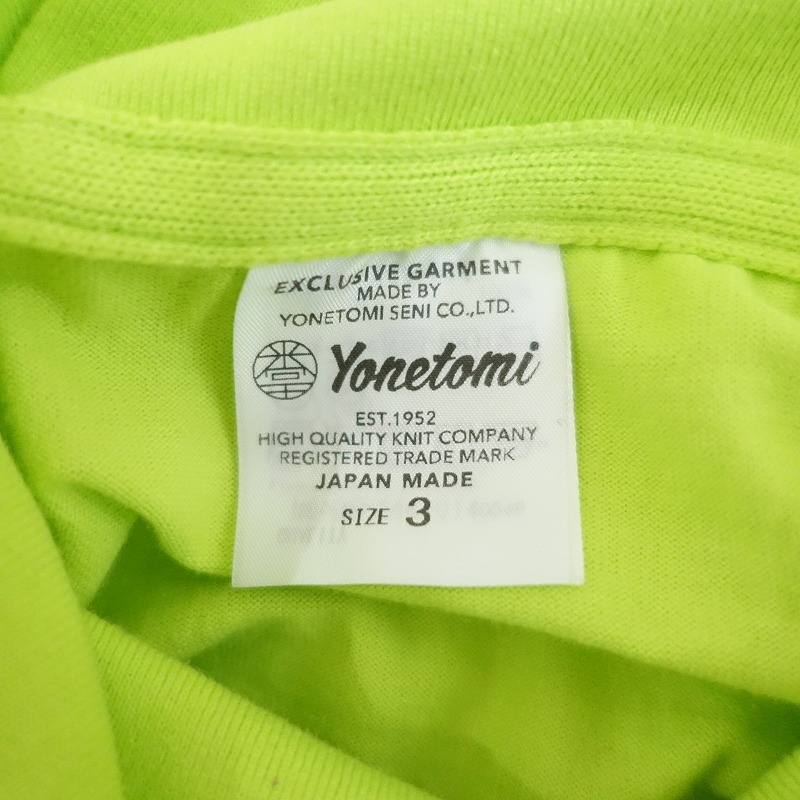 EXCLUSIVE GARMENT
MADE BY
YONETOMI SENI CO.,LTD.
Yonetomi
EST.1952
HIGH QUALITY KNIT COMPANY
REGISTERED TRADE MARK
JAPAN MADE
SIZE 3